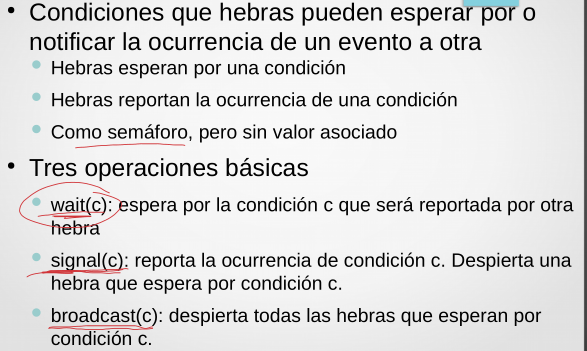 • Condiciones que hebras pueden esperar por o
notificar la ocurrencia de un evento a otra
• Hebras esperan por una condición
• Hebras reportan la ocurrencia de una condición
• Como semáforo, pero sin valor asociado
• Tres operaciones básicas
• wait(c): espera por la condición c que será reportada por otra
hebra
• signal(c): reporta la ocurrencia de condición c. Despierta una
hebra que espera por condición c.
• broadcast(c): despierta todas las hebras que esperan por
condición c.